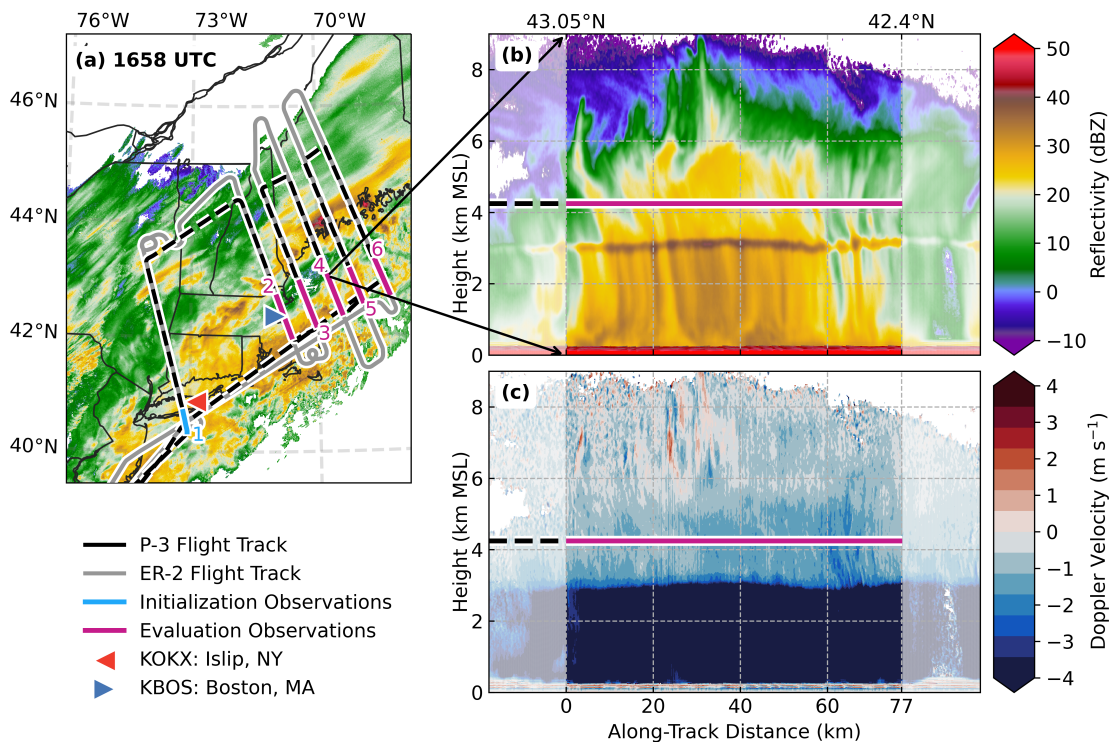 76°W 73°W 70°W
(a) 1658 UTC
46°N
44°N
42°N
40°N
1
2
3
4
5
6
P-3 Flight Track
ER-2 Flight Track
Initialization Observations
Evaluation Observations
KOKX: Islip, NY
KBOS: Boston, MA
43.05°N 42.4°N
(b)
Height (km MSL)
8
6
4
2
0
50
40
30
20
10
0
−10
Reflectivity (dBZ)
(c)
Height (km MSL)
8
6
4
2
0
0 20 40 60 77
Along-Track Distance (km)
4
3
2
1
0
−1
−2
−3
−4
Doppler Velocity (m s⁻¹)